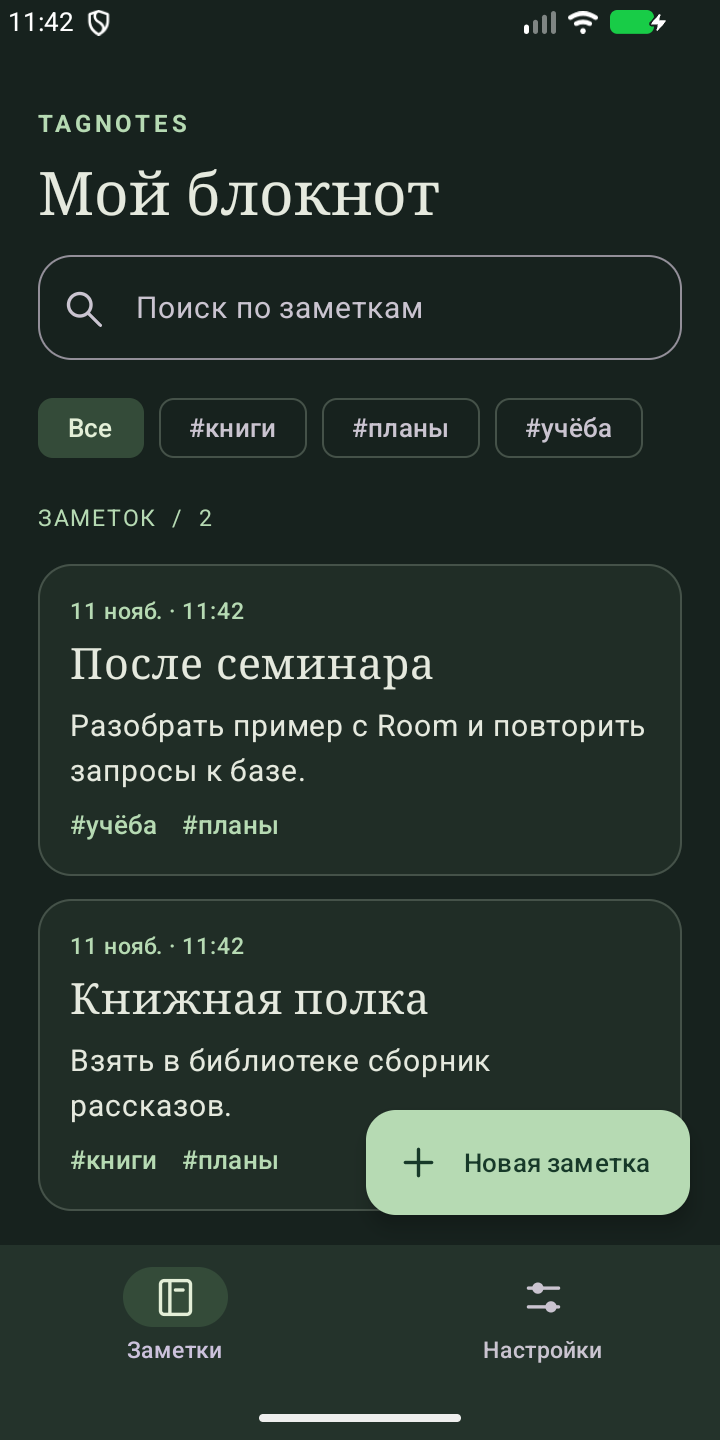 11:42
TAGNOTES
Мой блокнот
Поиск по заметкам
Все #книги #планы #учёба
ЗАМЕТОК / 2
11 нояб. · 11:42
После семинара
Разобрать пример с Room и повторить
запросы к базе.
#учёба #планы
11 нояб. · 11:42
Книжная полка
Взять в библиотеке сборник
рассказов.
#книги #планы
Новая заметка
Заметки Настройки